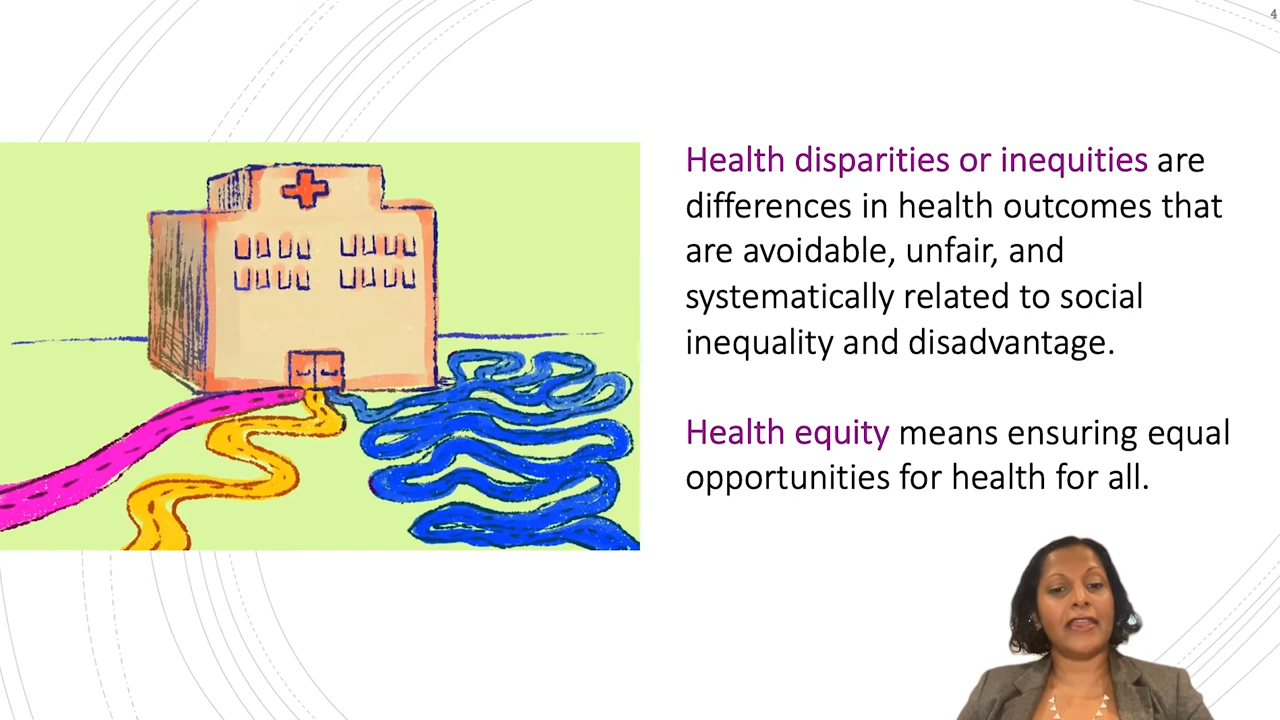 4
Health disparities or inequities are
differences in health outcomes that
are avoidable, unfair, and
systematically related to social
inequality and disadvantage.
Health equity means ensuring equal
opportunities for health for all.